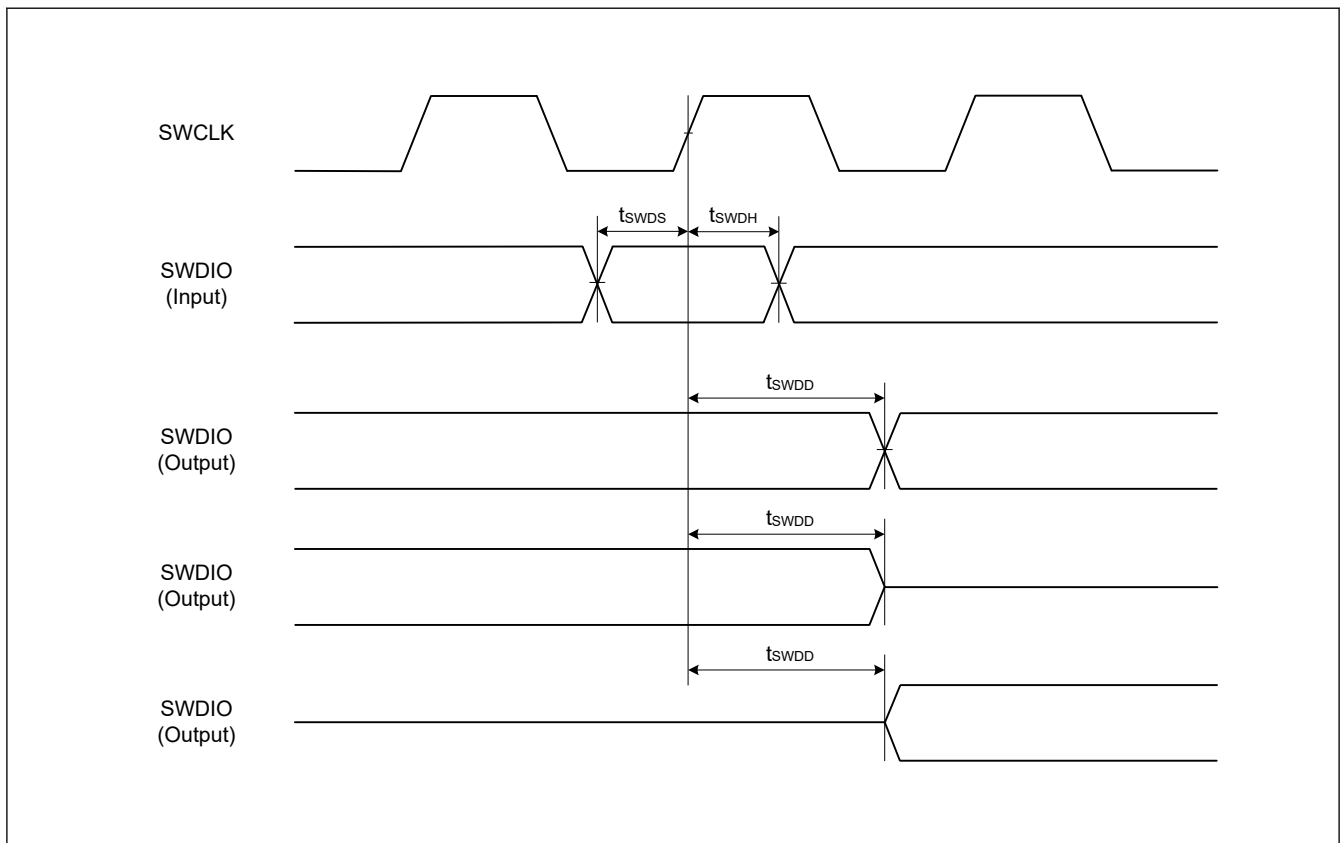 SWCLK
tSWDS
tSWDH
SWDIO
(Input)
tSWDD
SWDIO
(Output)
tSWDD
SWDIO
(Output)
tSWDD
SWDIO
(Output)